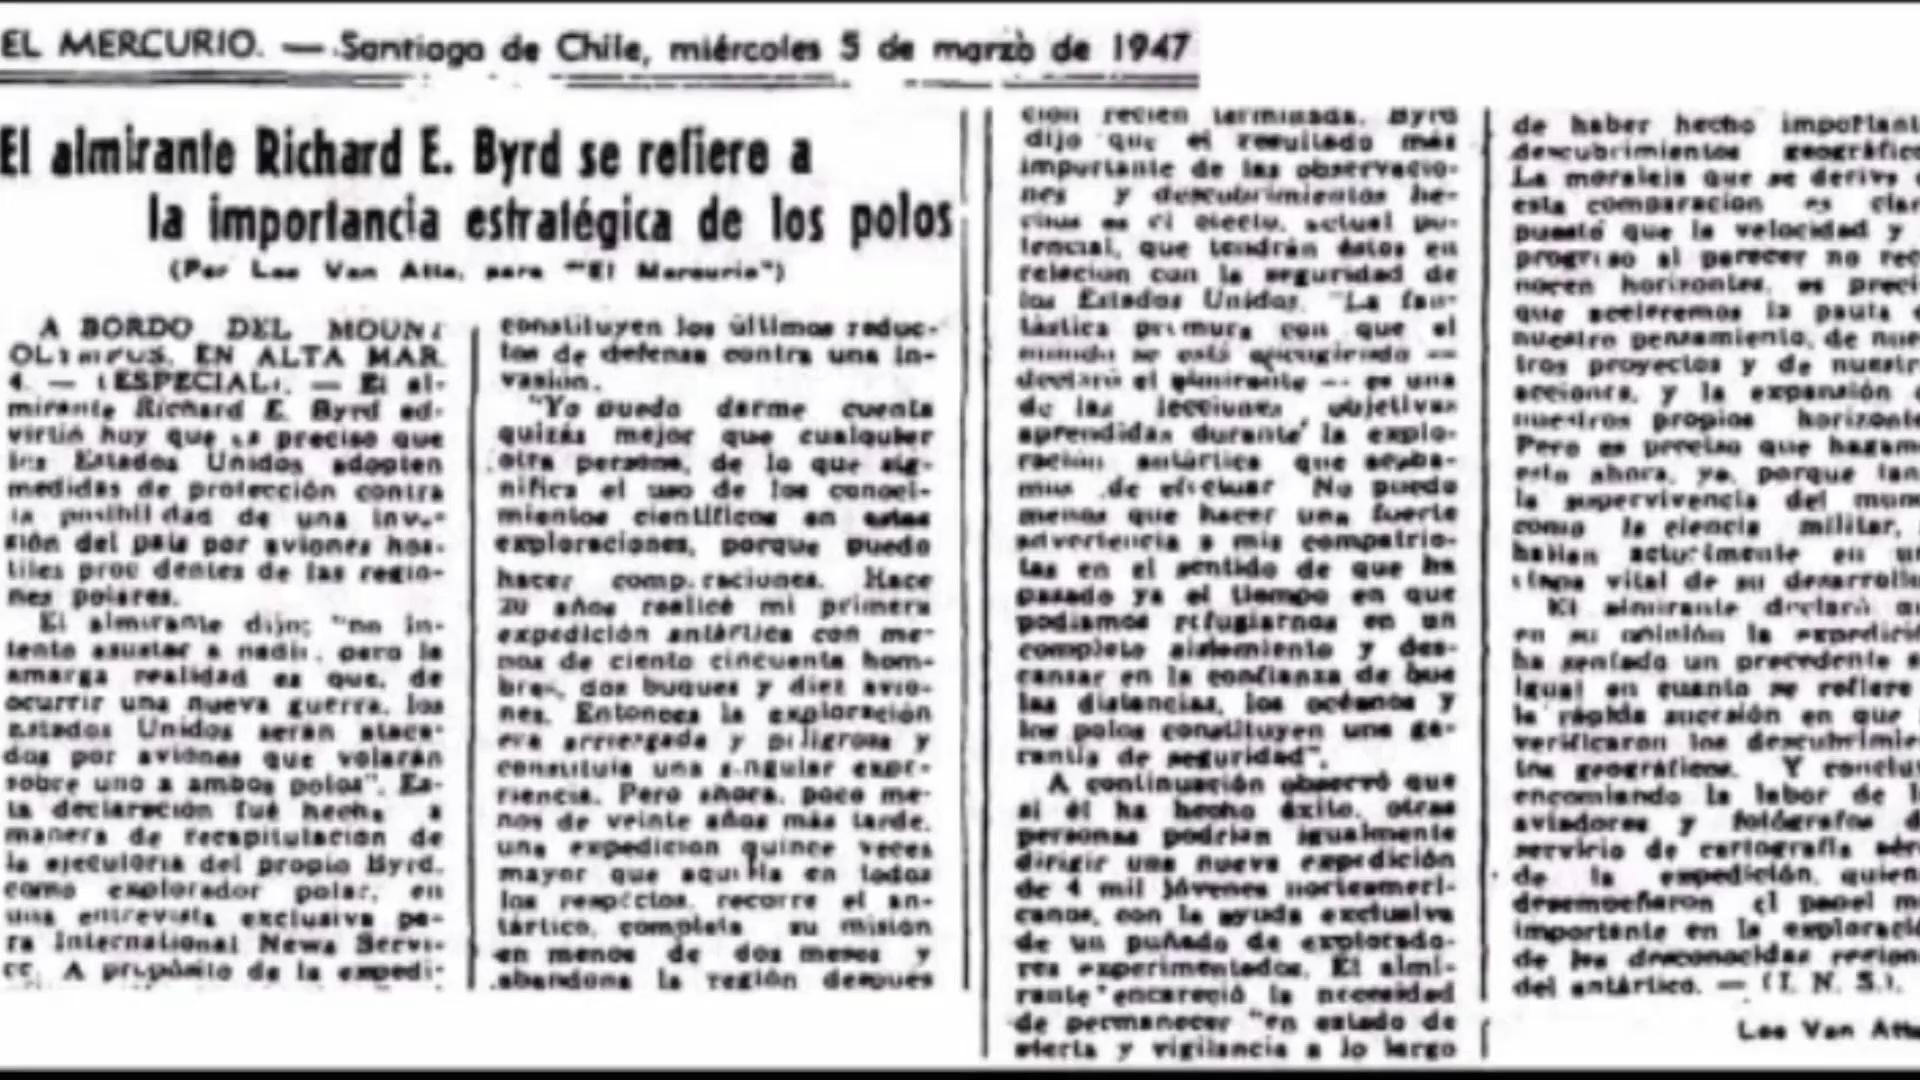 EL MERCURIO. — Santiago de Chile, miércoles 5 de marzo de 1947
El almirante Richard E. Byrd se refiere a
la importancia estratégica de los polos
(Por Lee Van Atta, para "El Mercurio")
A BORDO DEL MOUNT
OLYMPUS, EN ALTA MAR
4. — (ESPECIAL). — El al-
mirante Richard E. Byrd ad-
virtió hoy que es preciso que
los Estados Unidos adopten
medidas de protección contra
la posibilidad de una inva-
sión del país por aviones hos-
tiles procedentes de las regio-
nes polares.
El almirante dijo: "no in-
tento asustar a nadie, pero la
amarga realidad es que, de
ocurrir una nueva guerra, los
Estados Unidos serán ataca-
dos por aviones que volarán
sobre uno a ambos polos". Es-
ta declaración fué hecha a
manera de recapitulación de
la ejecutoria del propio Byrd,
como explorador polar, en
una entrevista exclusiva pa-
ra International News Servi-
ce. A propósito de la expedi-
ción recien terminada, Byrd
dijo que el resultado más
importante de las observacio-
nes y descubrimientos he-
chos es el efecto, actual po-
tencial, que tendrán éstos en
relacion con la seguridad de
los Estados Unidos. "La fan-
tástica premura con que el
mundo se está encogiendo —
declaró el almirante — es una
de las lecciones objetivas
aprendidas durante la explo-
ración antártica que acaba-
mos de efectuar No puedo
menos que hacer una fuerte
advertencia a mis compatrio-
tas en el sentido de que ha
pasado ya el tiempo en que
podíamos refugiarnos en un
completo aislamiento y des-
cansar en la confianza de que
las distancias, los océanos y
los polos constituyen una ga-
rantía de seguridad".
A continuación observó que
si él ha hecho éxito, otras
personas podrían igualmente
dirigir una nueva expedición
de 4 mil jóvenes norteameri-
canos, con la ayuda exclusiva
de un puñado de explorado-
res experimentados. El almi-
rante encareció la necesidad
de permanecer "en estado de
alerta y vigilancia a lo largo
constituyen los últimos reduc-
tos de defensa contra una in-
vasión.
"Yo puedo darme cuenta
quizás mejor que cualquier
otra persona, de lo que sig-
nifica el uso de los conoci-
mientos científicos en estas
exploraciones, porque puedo
hacer comparaciones. Hace
20 años realicé mi primera
expedición antártica con me-
nos de ciento cincuenta hom-
bres, dos buques y diez avio-
nes. Entonces la exploración
era arriesgada y peligrosa y
constituía una singular expe-
riencia. Pero ahora, poco me-
nos de veinte años más tarde,
una expedicion quince veces
mayor que aquella en todos
los respectos, recorre el an-
tártico, completa su misión
en menos de dos meses y
abandona la región después
de haber hecho important
descubrimientos geográfico
La moraleja que se deriva
esta comparacion es clar
puesto que la velocidad y
progreso al parecer no rec
nocen horizontes, es preci
que aceleremos la pauta
nuestro pensamiento, de nue
tros proyectos y de nuestr
acciones, y la expansión
nuestros propios horizonte
Pero es preciso que hagam
esto ahora, ya, porque tan
la supervivencia del mun
como la ciencia militar,
hallan actualmente en un
etapa vital de su desarrollo
El almirante declaró qu
en su opinión la expedició
ha sentado un precedente s
igual en cuanto se refiere
la rápida sucesión en que
verificaron los descubrimie
tos geográficos. Y concluy
encomiando la labor de l
aviadores y fotógrafos d
servicio de cartografía aér
de la expedición, quien
desempeñaron el papel m
importante en la exploració
de las desconocidas region
del antártico. — (I. N. S.).
Lee Van Atta